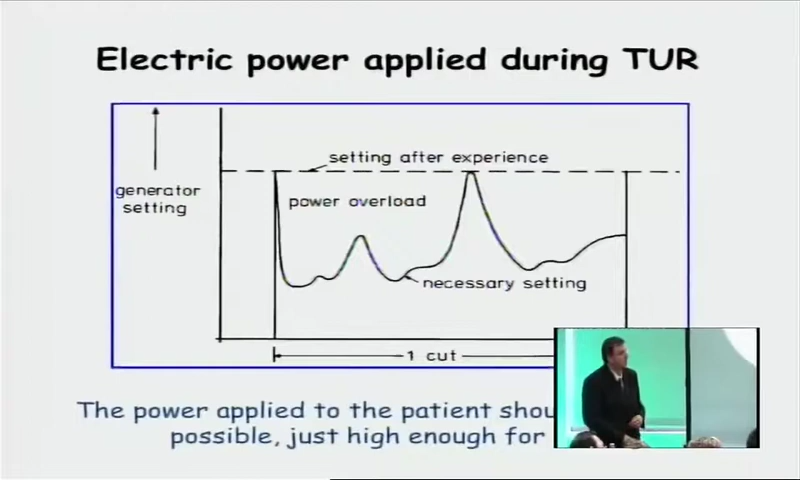 Electric power applied during TUR
setting after experience
generator
setting
power overload
necessary setting
1 cut
The power applied to the patient
possible, just high enough for